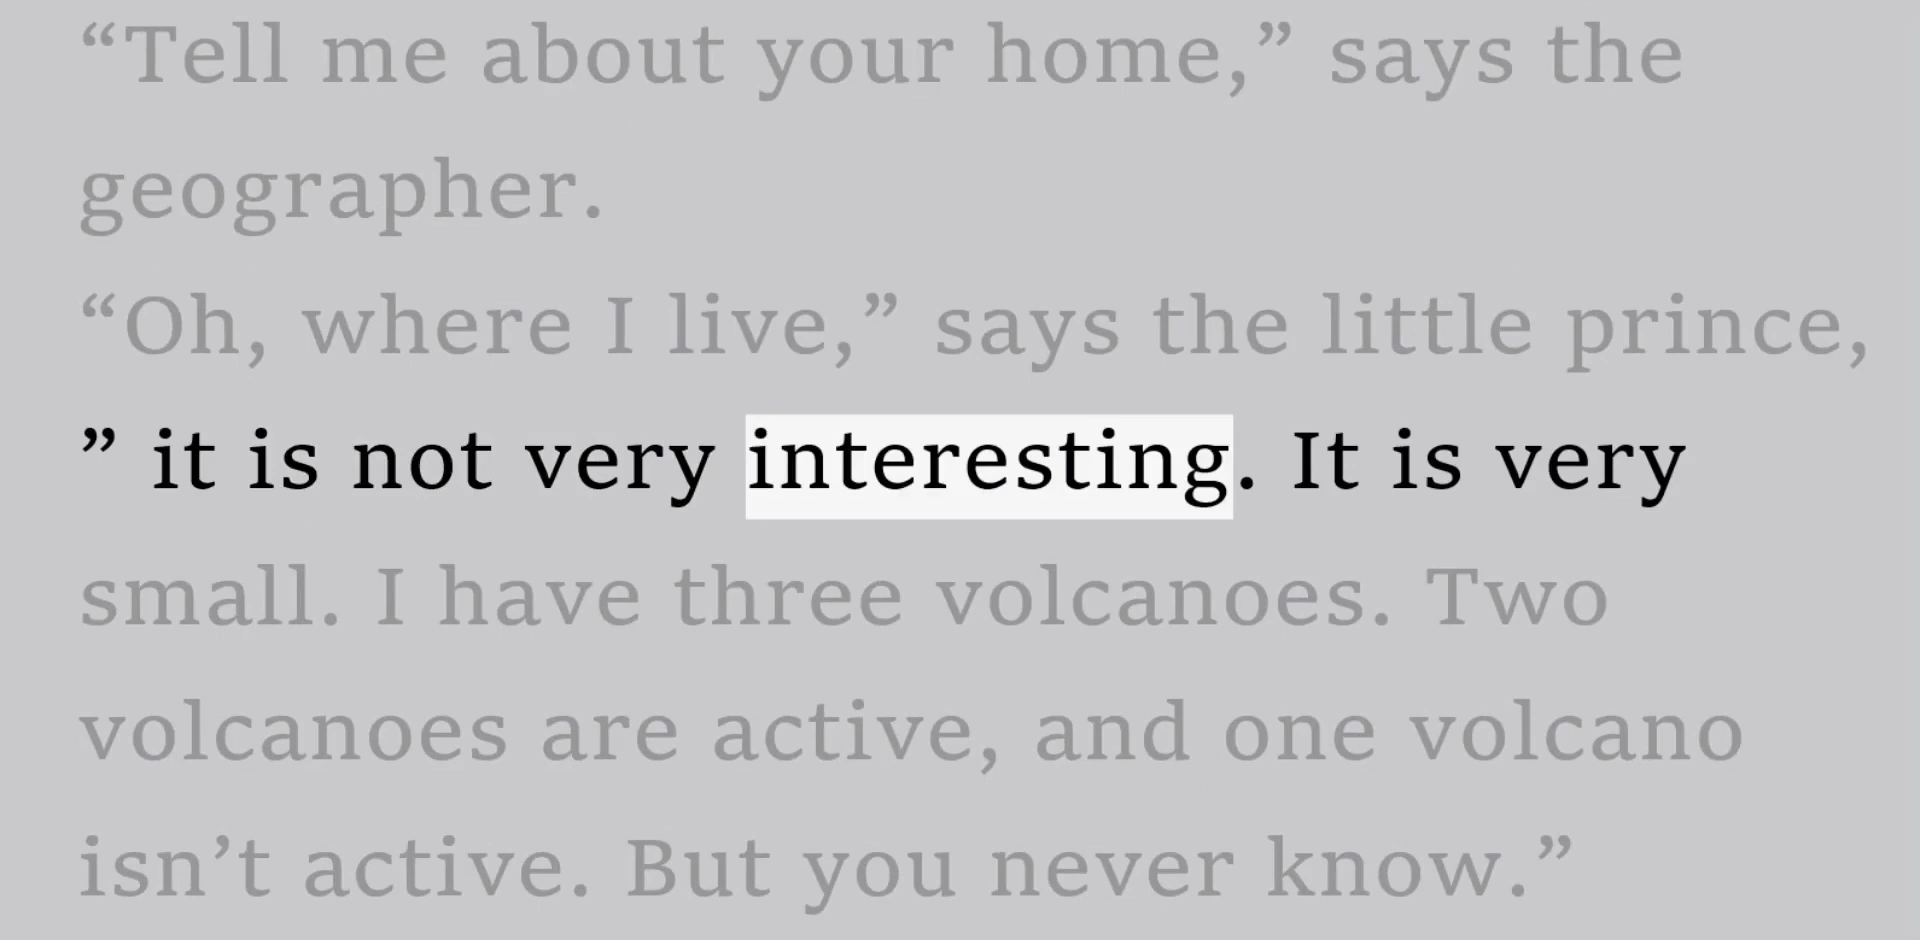 “Tell me about your home,” says the
geographer.
“Oh, where I live,” says the little prince,
” it is not very interesting. It is very
small. I have three volcanoes. Two
volcanoes are active, and one volcano
isn’t active. But you never know.”